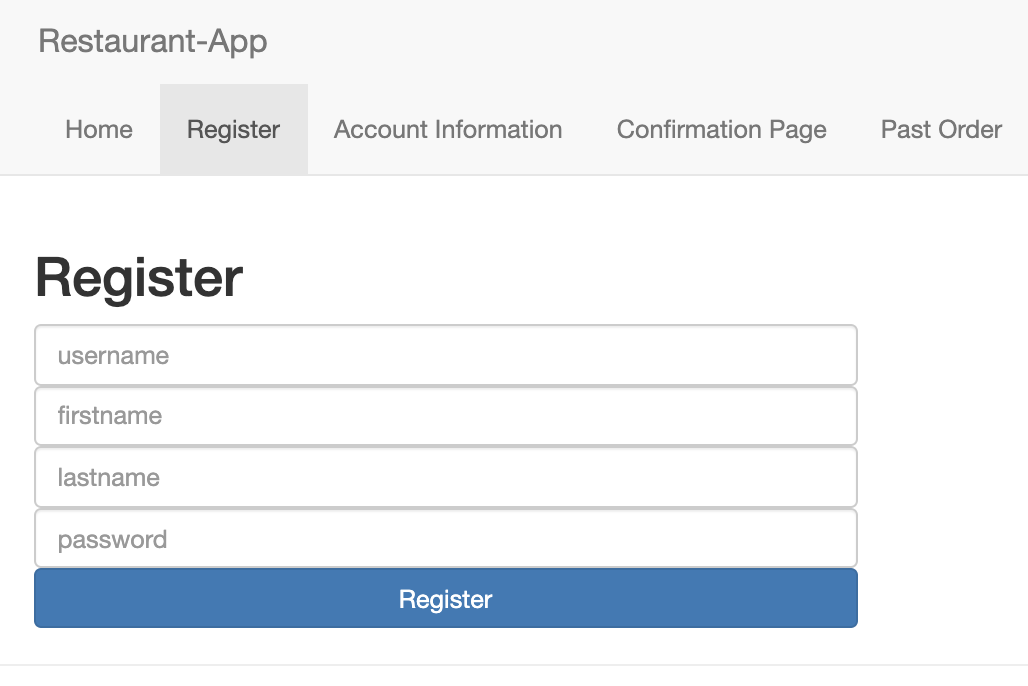 Restaurant-App
Home Register Account Information Confirmation Page Past Order
Register
username
firstname
lastname
password
Register